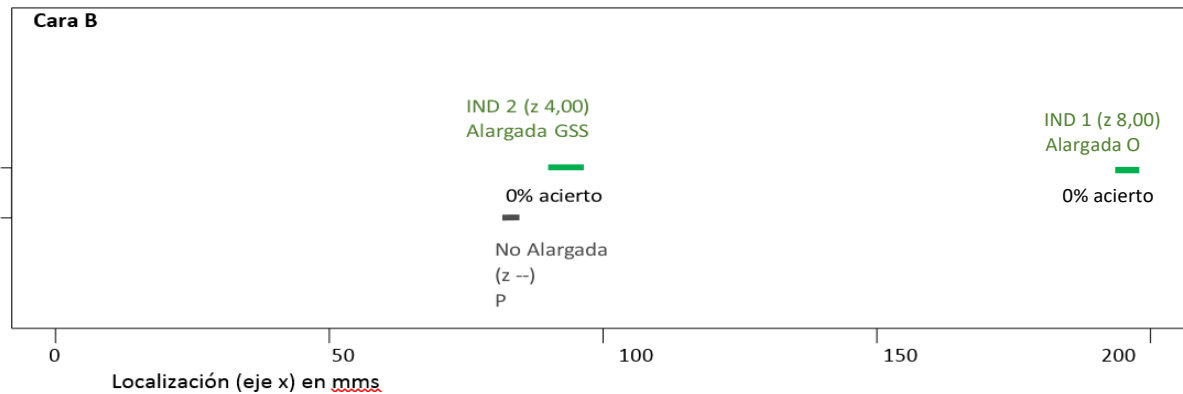 Cara B
IND 2 (z 4,00)
Alargada GSS
IND 1 (z 8,00)
Alargada O
0% acierto
0% acierto
No Alargada
(z --)
P
0
50
100
150
200
Localización (eje x) en mms